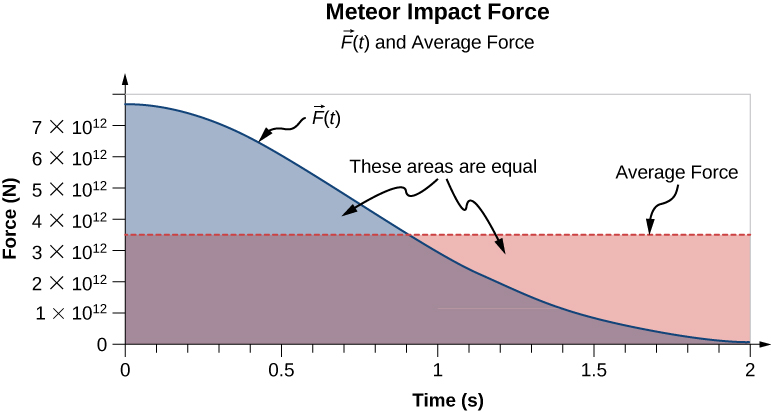 Meteor Impact Force
F⃗(t) and Average Force
F⃗(t)
These areas are equal
Average Force
Force (N)
7 × 10¹²
6 × 10¹²
5 × 10¹²
4 × 10¹²
3 × 10¹²
2 × 10¹²
1 × 10¹²
0
0 0.5 1 1.5 2
Time (s)